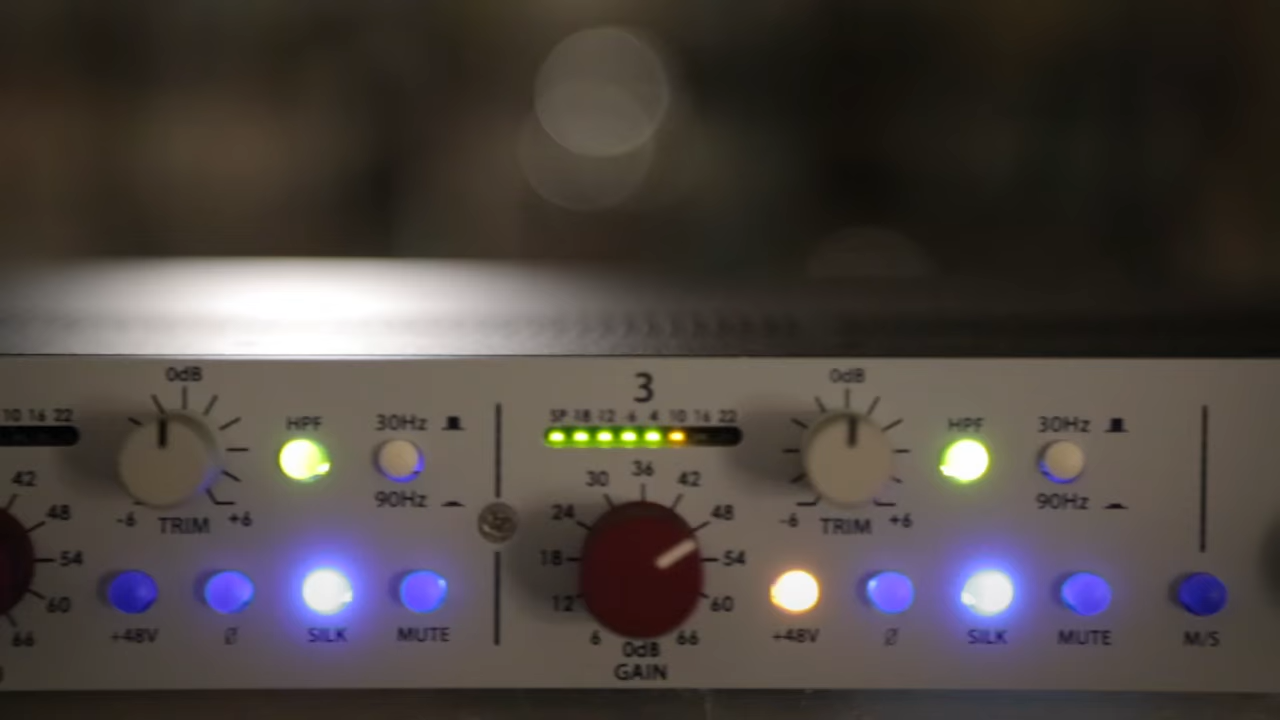 10 16 22
0dB
-6 TRIM +6
HPF
30Hz
90Hz
42
48
54
60
66
+48V Ø SILK MUTE
3
SP -18 -12 -6 4 10 16 22
6 12 18 24 30 36 42 48 54 60 66
0dB
GAIN
0dB
-6 TRIM +6
HPF
30Hz
90Hz
+48V Ø SILK MUTE M/S